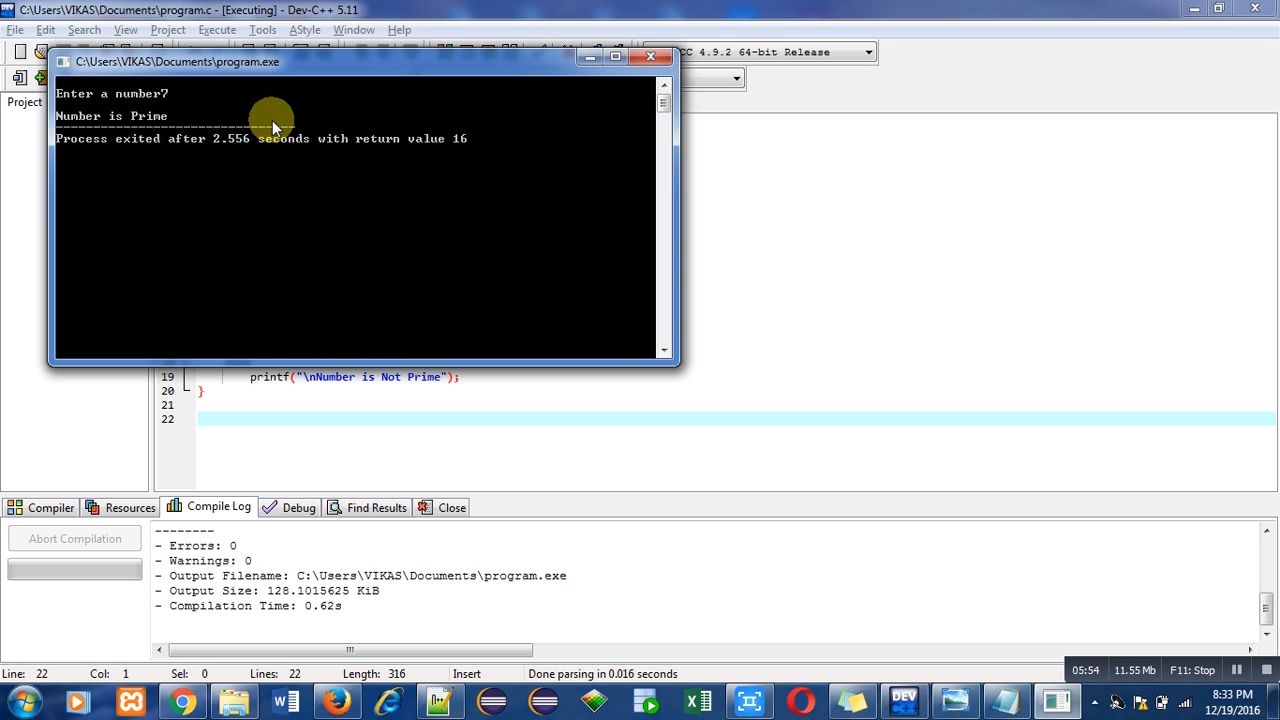 C:\Users\VIKAS\Documents\program.c - [Executing] - Dev-C++ 5.11
File Edit Search View Project Execute Tools AStyle Window Help
CC 4.9.2 64-bit Release
C:\Users\VIKAS\Documents\program.exe
Project
Enter a number7
Number is Prime
--------------------------------
Process exited after 2.556 seconds with return value 16
19 printf("\nNumber is Not Prime");
20 }
21
22
Compiler Resources Compile Log Debug Find Results Close
Abort Compilation
--------
- Errors: 0
- Warnings: 0
- Output Filename: C:\Users\VIKAS\Documents\program.exe
- Output Size: 128.1015625 KiB
- Compilation Time: 0.62s
Line: 22 Col: 1 Sel: 0 Lines: 22 Length: 316 Insert Done parsing in 0.016 seconds
05:54 11.55 Mb F11: Stop
DEV
8:33 PM
12/19/2016